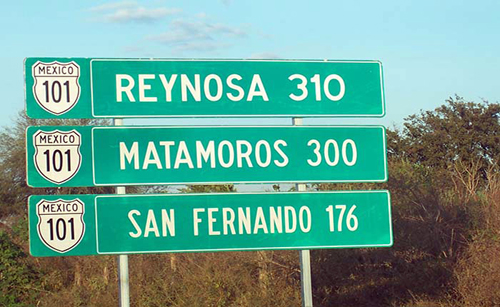 MEXICO
101
REYNOSA 310
MEXICO
101
MATAMOROS 300
MEXICO
101
SAN FERNANDO 176